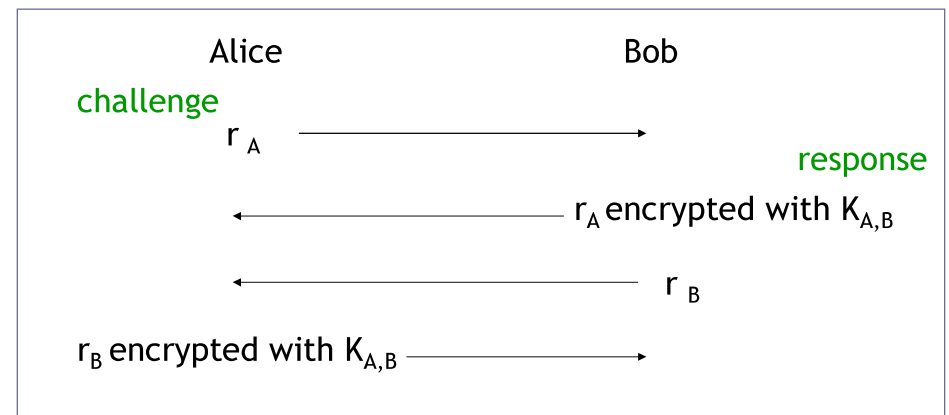 Alice Bob
challenge
r A
response
rA encrypted with KA,B
r B
rB encrypted with KA,B